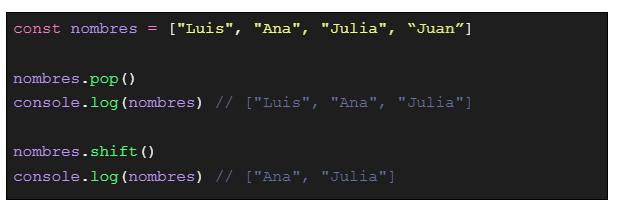 const nombres = ["Luis", "Ana", "Julia", “Juan”]
nombres.pop()
console.log(nombres) // ["Luis", "Ana", "Julia"]
nombres.shift()
console.log(nombres) // ["Ana", "Julia"]